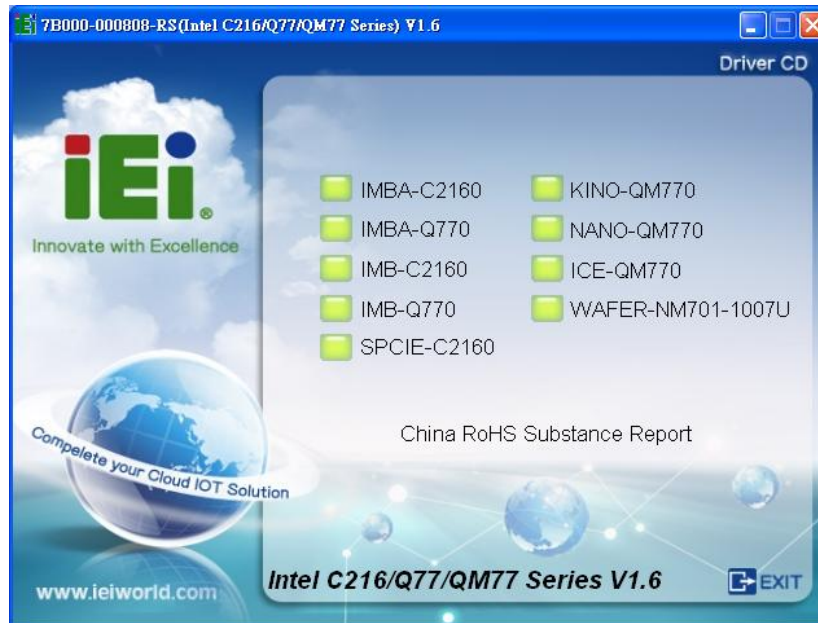 7B000-000808-RS(Intel C216/Q77/QM77 Series) V1.6
Driver CD
iEi®
Innovate with Excellence
IMBA-C2160
IMBA-Q770
IMB-C2160
IMB-Q770
SPCIE-C2160
KINO-QM770
NANO-QM770
ICE-QM770
WAFER-NM701-1007U
China RoHS Substance Report
Compelete your Cloud IOT Solution
www.ieiworld.com
Intel C216/Q77/QM77 Series V1.6
EXIT